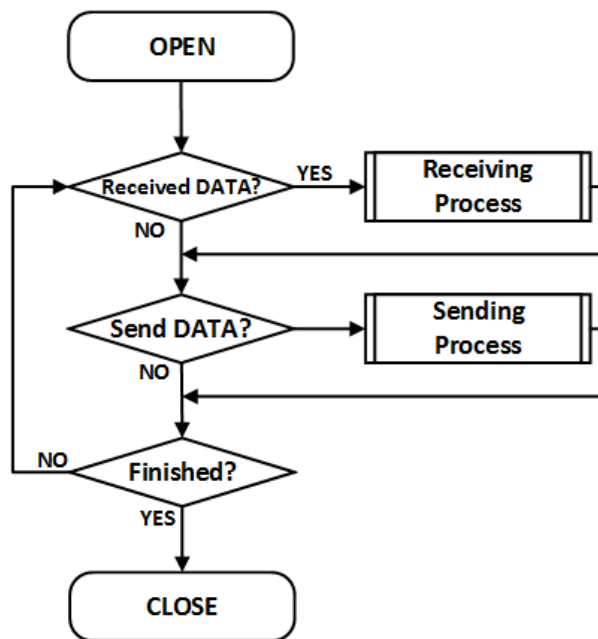 OPEN
Received DATA?
YES
Receiving
Process
NO
Send DATA?
Sending
Process
NO
NO
Finished?
YES
CLOSE